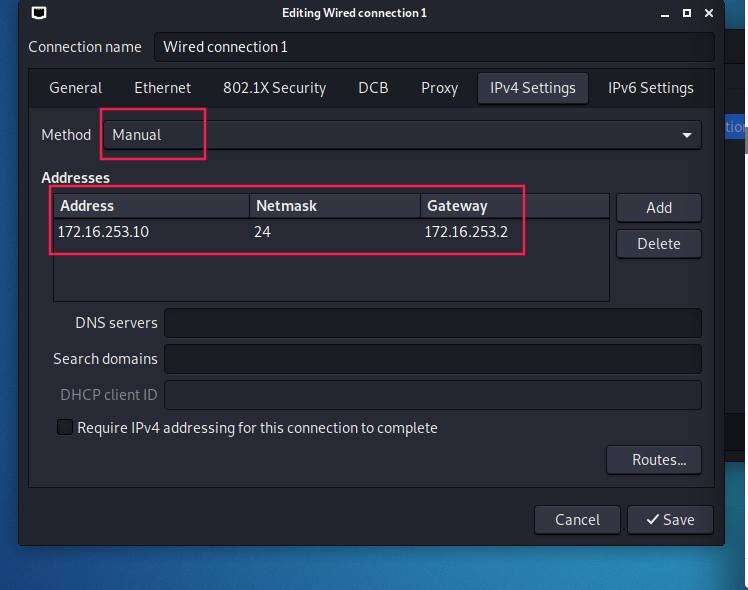 Editing Wired connection 1
Connection name Wired connection 1
General Ethernet 802.1X Security DCB Proxy IPv4 Settings IPv6 Settings
Method Manual
Addresses
Address Netmask Gateway Add
172.16.253.10 24 172.16.253.2
Delete
DNS servers
Search domains
DHCP client ID
Require IPv4 addressing for this connection to complete
Routes...
Cancel Save